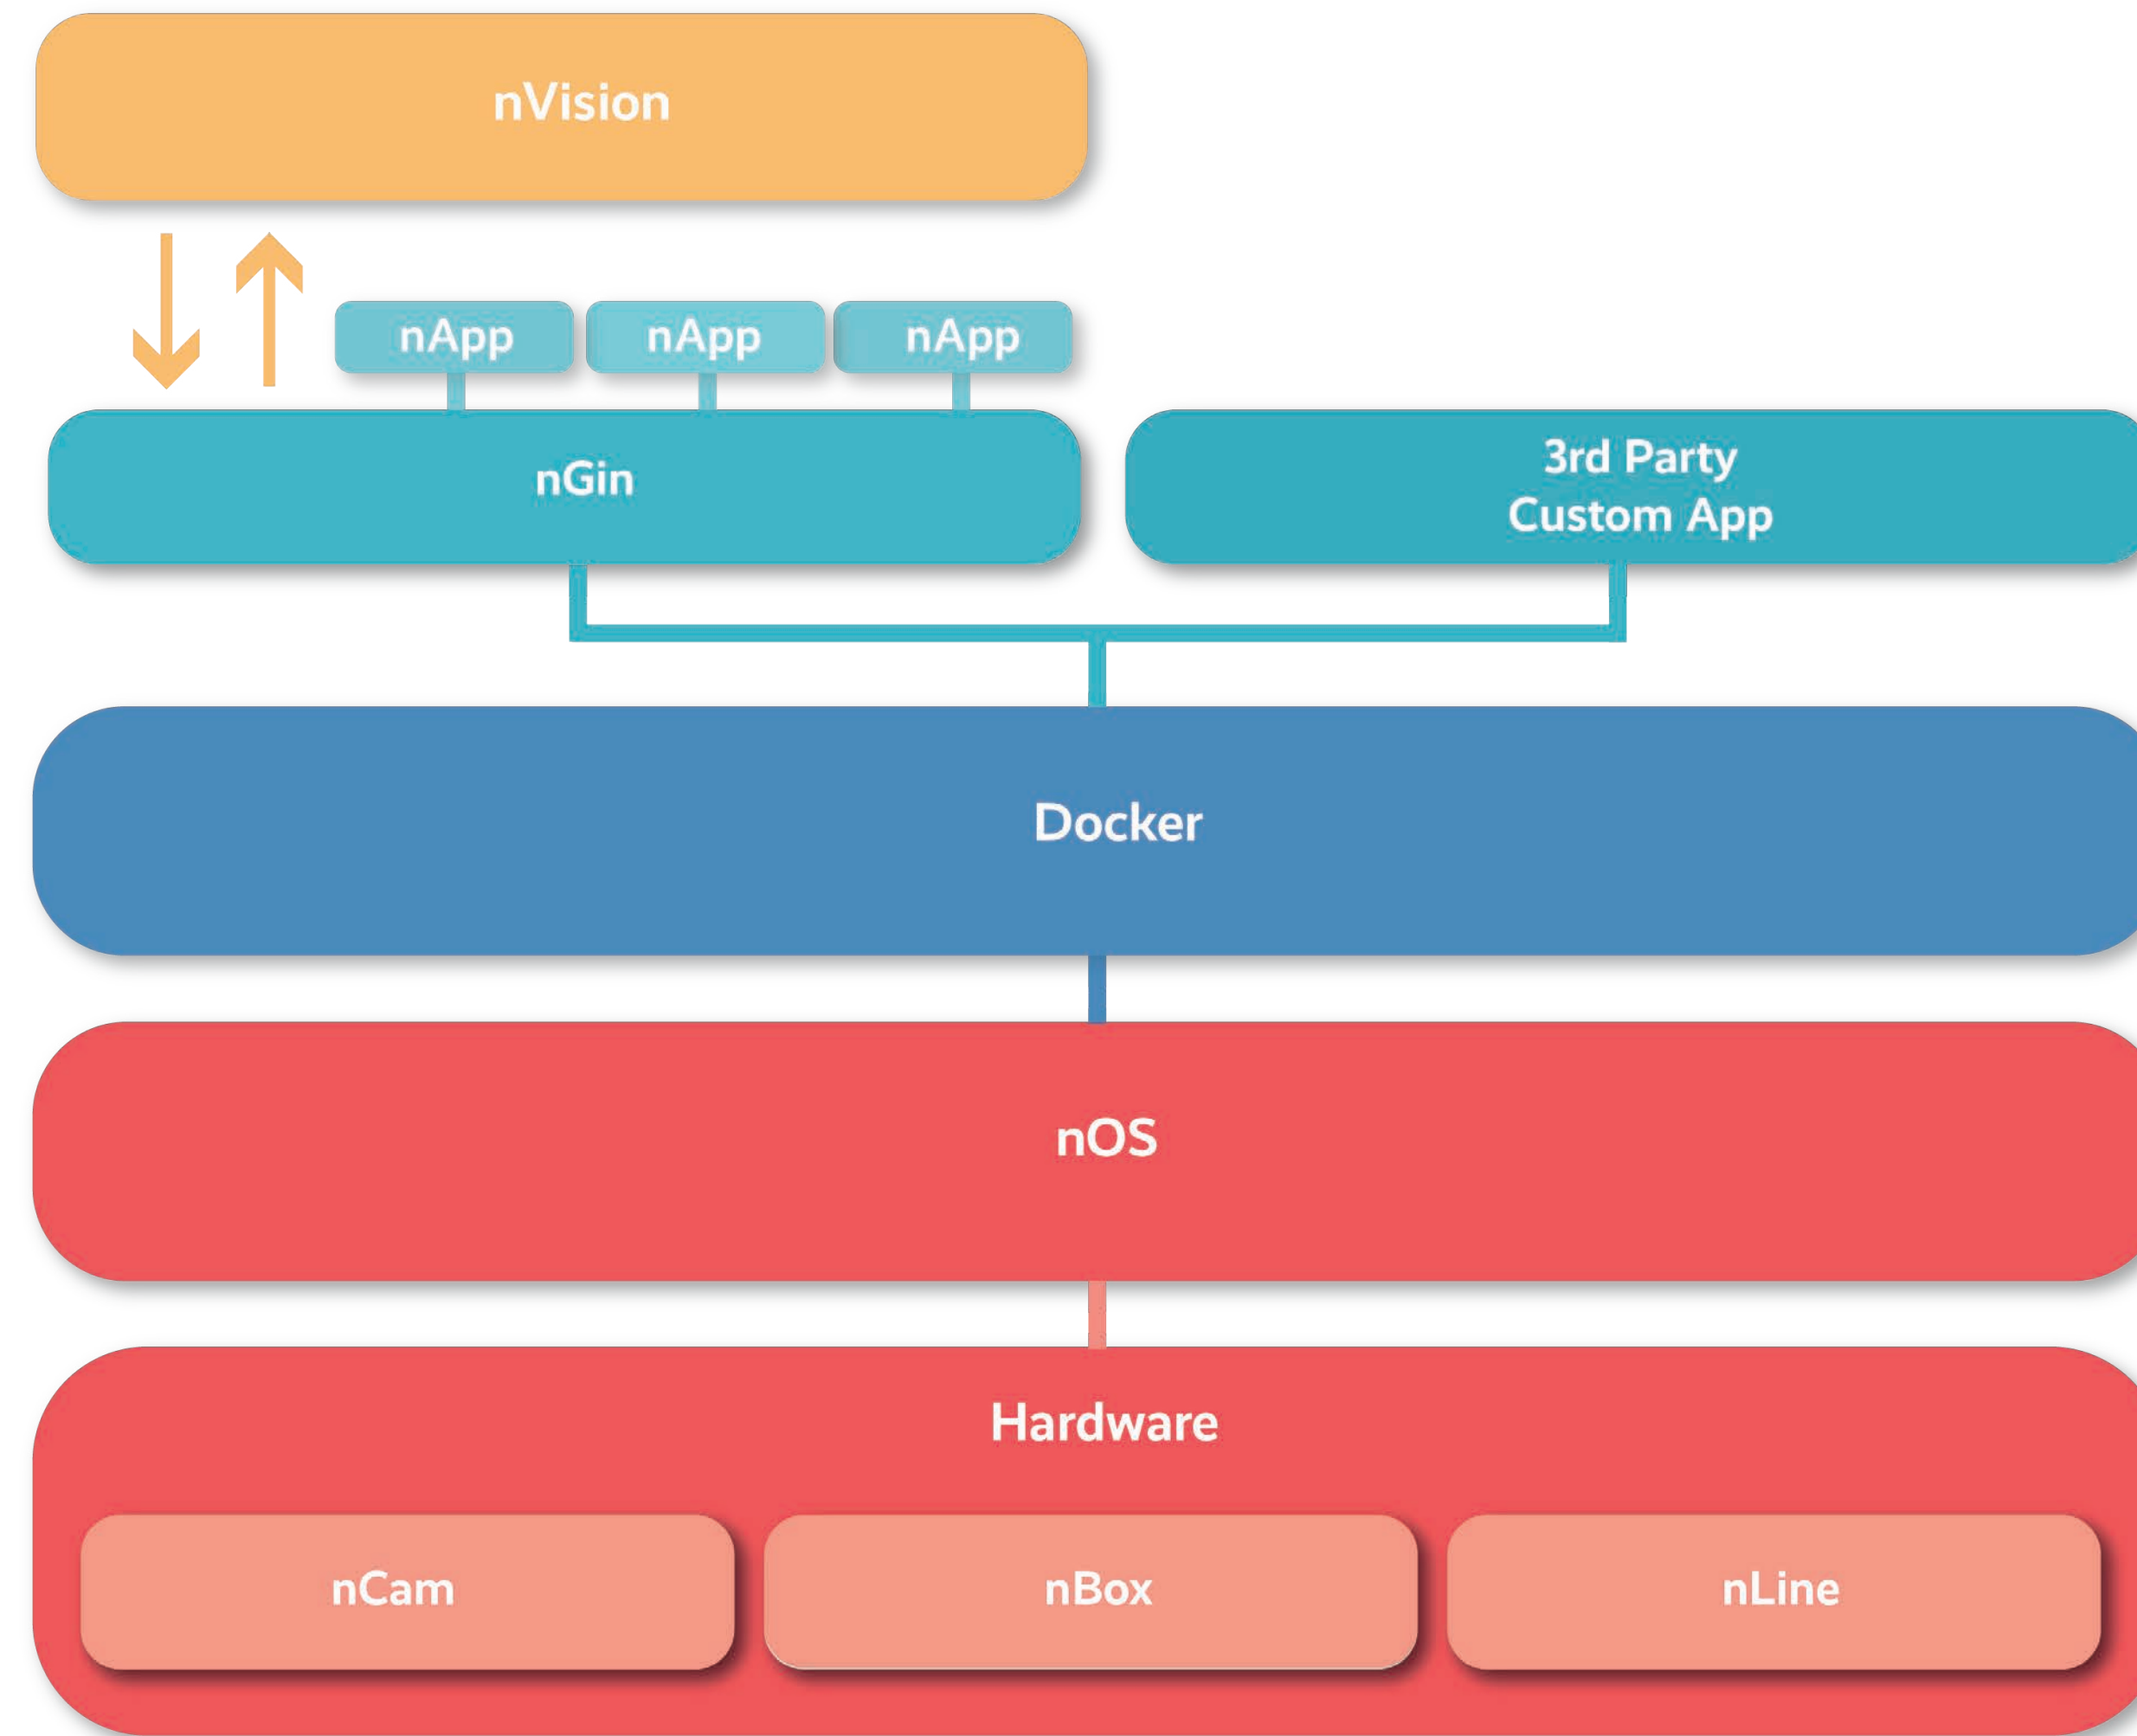 nVision
nApp
nApp
nApp
nGin
3rd Party
Custom App
Docker
nOS
Hardware
nCam
nBox
nLine